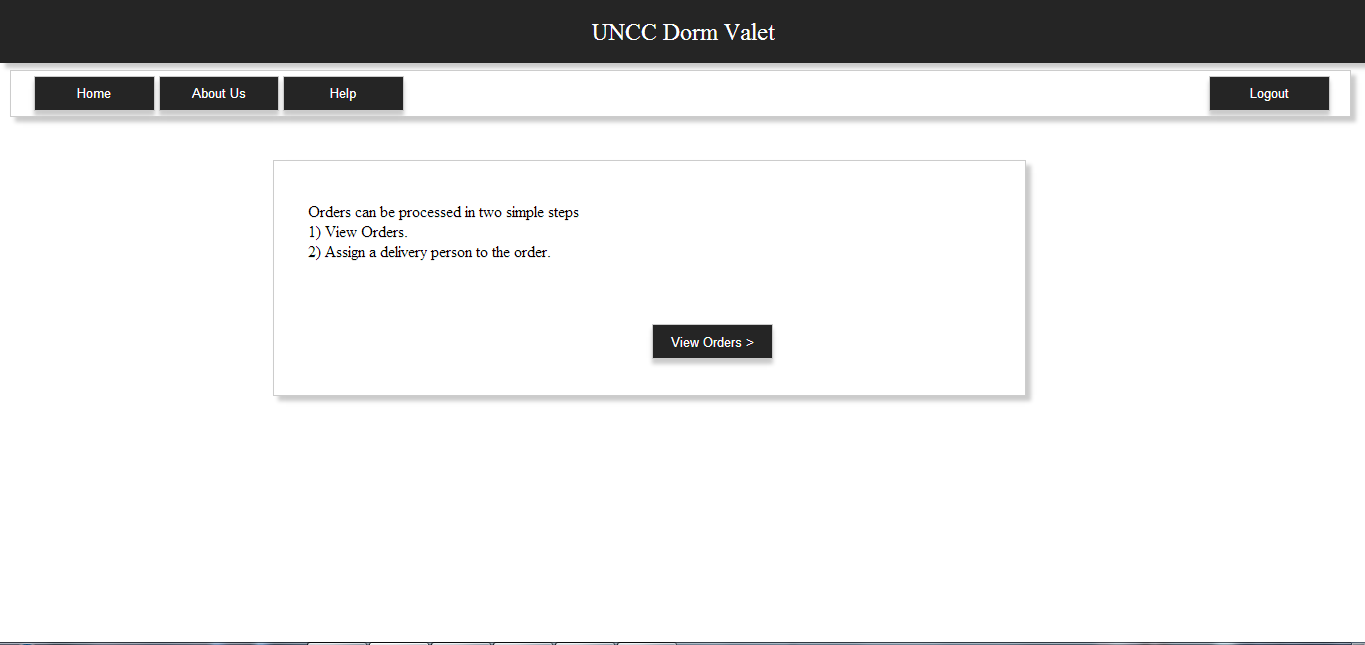 UNCC Dorm Valet
Home About Us Help Logout
Orders can be processed in two simple steps
1) View Orders.
2) Assign a delivery person to the order.
View Orders >